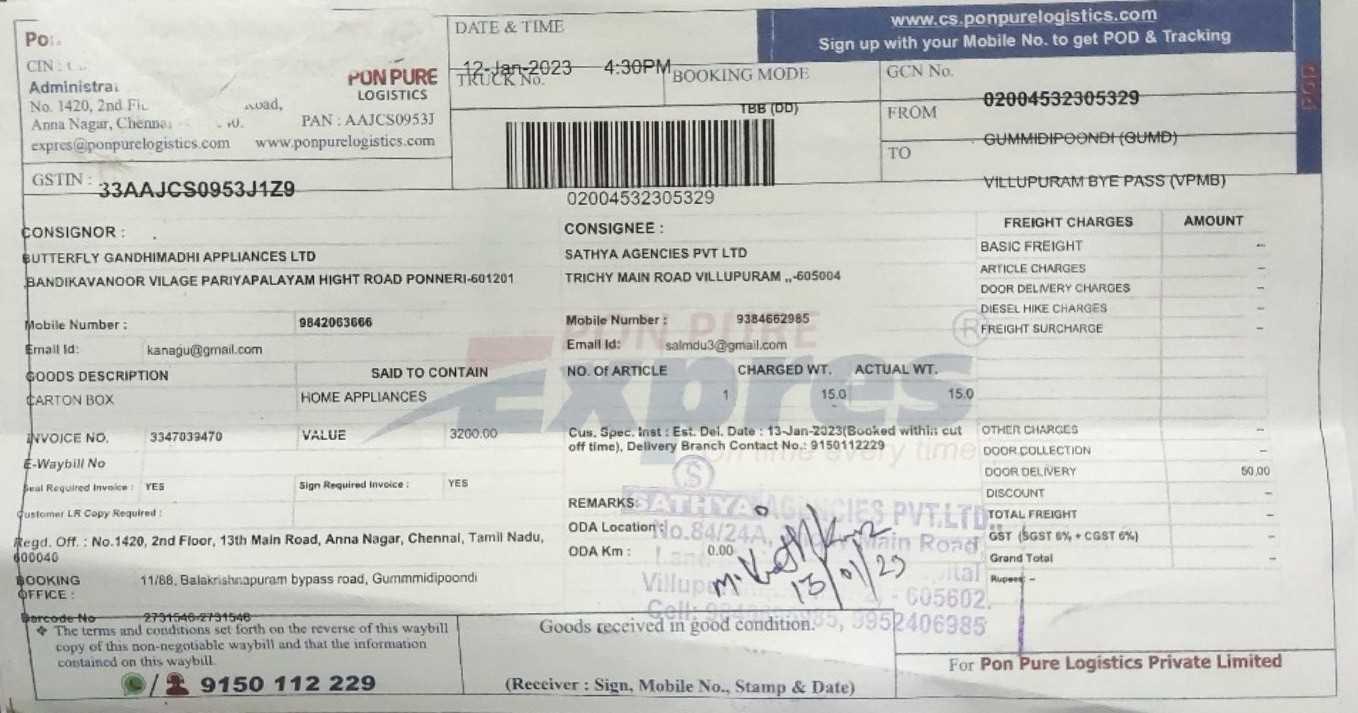 DATE & TIME
12-Jan-2023 4:30PM
www.cs.ponpurelogistics.com
Sign up with your Mobile No. to get POD & Tracking
POD
CIN :
Administra
PON PURE
LOGISTICS
No. 1420, 2nd
Anna Nagar, Chenna
PAN : AAJCS0953J
expres@ponpurelogistics.com www.ponpurelogistics.com
GSTIN : 33AAJCS0953J1Z9
TRUCK No.
BOOKING MODE
TBB (DD)
02004532305329
GCN No.
02004532305329
FROM
GUMMIDIPOONDI (GUMD)
TO
VILLUPURAM BYE PASS (VPMB)
CONSIGNOR :
BUTTERFLY GANDHIMADHI APPLIANCES LTD
BANDIKAVANOOR VILAGE PARIYAPALAYAM HIGHT ROAD PONNERI-601201
Mobile Number : 9842063666
Email Id: kanagu@gmail.com
GOODS DESCRIPTION SAID TO CONTAIN
CARTON BOX HOME APPLIANCES
INVOICE NO. 3347039470 VALUE 3200.00
E-Waybill No
Seal Required Invoice : YES Sign Required Invoice : YES
Customer LR Copy Required :
Regd. Off. : No.1420, 2nd Floor, 13th Main Road, Anna Nagar, Chennai, Tamil Nadu,
600040
BOOKING OFFICE : 11/88, Balakrishnapuram bypass road, Gummmidipoondi
Barcode No 2731546-2731546
CONSIGNEE :
SATHYA AGENCIES PVT LTD
TRICHY MAIN ROAD VILLUPURAM ,,-605004
Mobile Number : 9384662985
Email Id: salmdu3@gmail.com
NO. Of ARTICLE CHARGED WT. ACTUAL WT.
1 15.0 15.0
Cus. Spec. Inst : Est. Del. Date : 13-Jan-2023(Booked within cut
off time), Delivery Branch Contact No.: 9150112229
REMARKS:
ODA Location :
ODA Km : 0.00
PON PURE
Expres
®
on time every time
SATHYA AGENCIES PVT.LTD
No.84/24A, Main Road
605602.
Cell: 9952406985
13/01/23
FREIGHT CHARGES AMOUNT
BASIC FREIGHT --
ARTICLE CHARGES --
DOOR DELIVERY CHARGES --
DIESEL HIKE CHARGES --
FREIGHT SURCHARGE --
OTHER CHARGES --
DOOR COLLECTION --
DOOR DELIVERY 50.00
DISCOUNT --
TOTAL FREIGHT --
GST (SGST 6% + CGST 6%) --
Grand Total --
Rupees --
❖ The terms and conditions set forth on the reverse of this waybill
copy of this non-negotiable waybill and that the information
contained on this waybill.
/ 9150 112 229
Goods received in good condition.
(Receiver : Sign, Mobile No., Stamp & Date)
For Pon Pure Logistics Private Limited